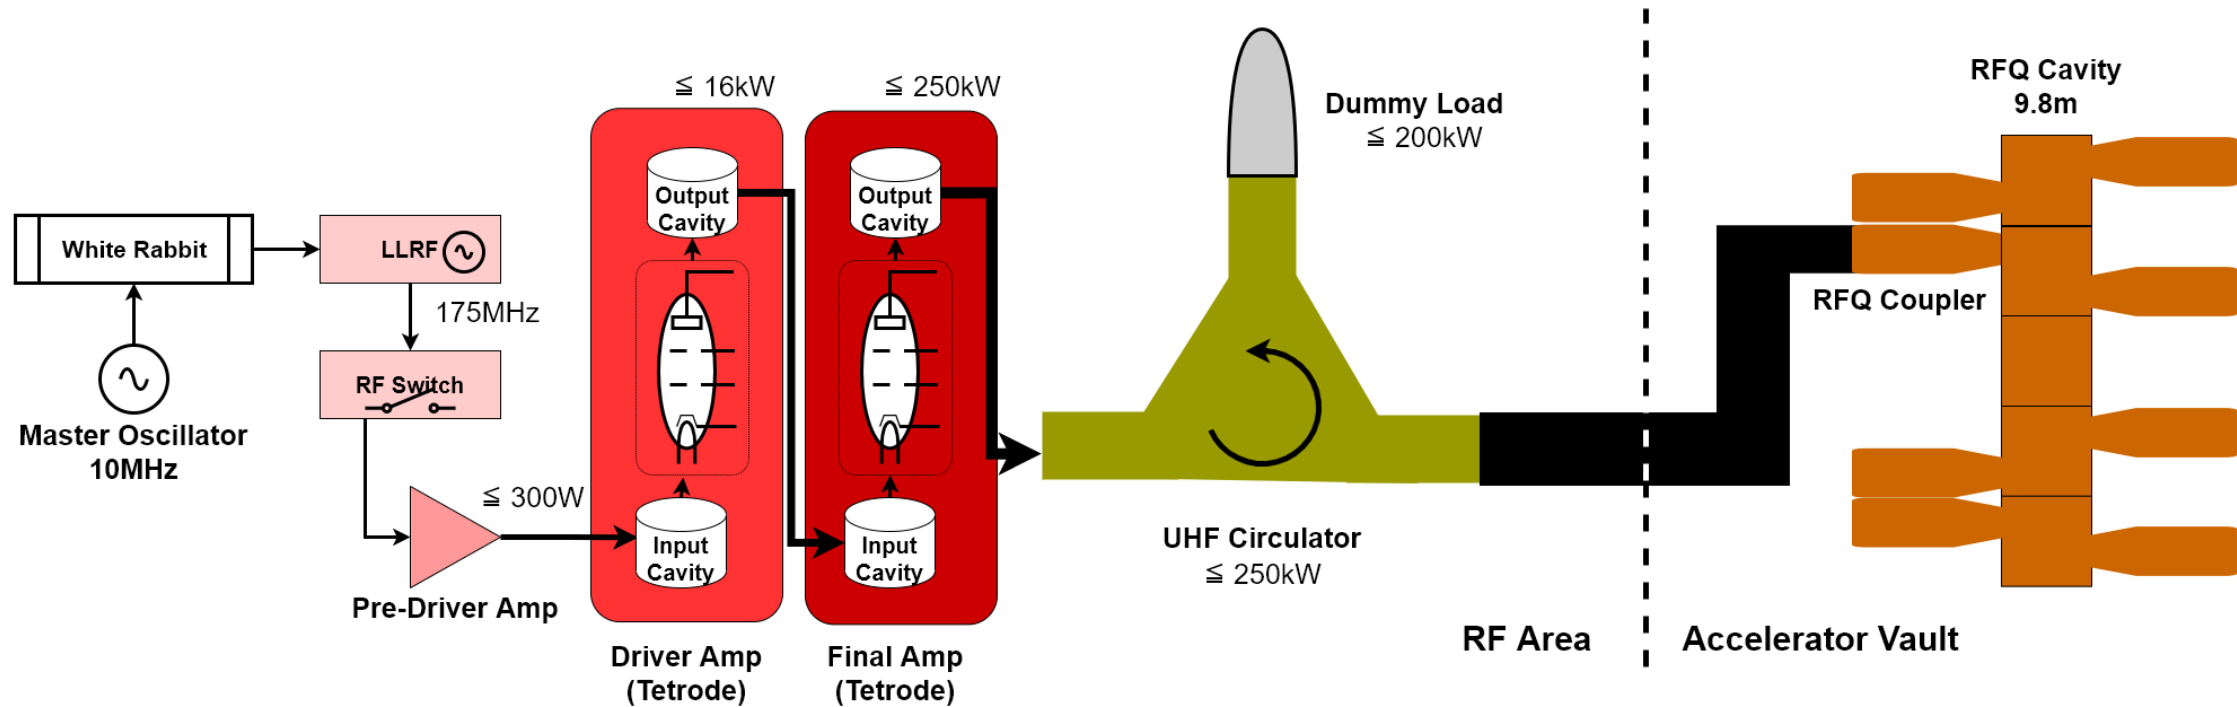 White Rabbit
Master Oscillator
10MHz
LLRF
175MHz
RF Switch
≦ 300W
Pre-Driver Amp
≦ 16kW
Output
Cavity
Input
Cavity
Driver Amp
(Tetrode)
≦ 250kW
Output
Cavity
Input
Cavity
Final Amp
(Tetrode)
Dummy Load
≦ 200kW
UHF Circulator
≦ 250kW
RF Area
Accelerator Vault
RFQ Coupler
RFQ Cavity
9.8m